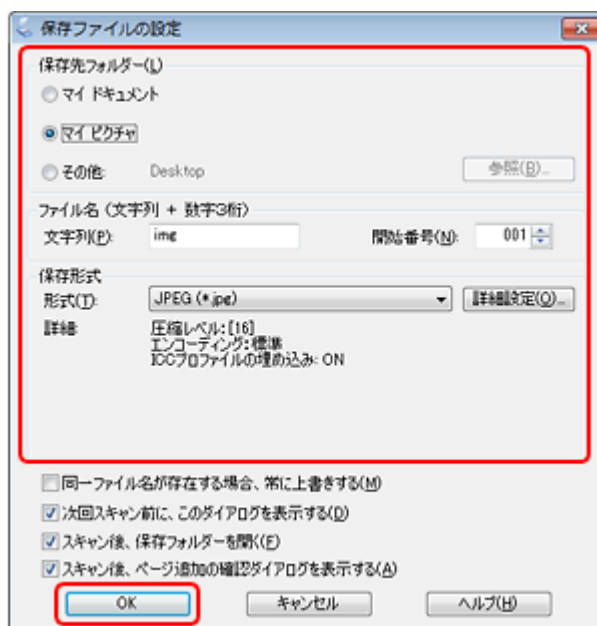 保存ファイルの設定
保存先フォルダー(L)
マイ ドキュメント
マイ ピクチャ
その他: Desktop 参照(B)...
ファイル名 (文字列 + 数字3桁)
文字列(P): img 開始番号(N): 001
保存形式
形式(T): JPEG (*.jpg) 詳細設定(O)...
詳細: 圧縮レベル:[16]
エンコーディング:標準
ICCプロファイルの埋め込み: ON
同一ファイル名が存在する場合、常に上書きする(M)
次回スキャン前に、このダイアログを表示する(D)
スキャン後、保存フォルダーを開く(F)
スキャン後、ページ追加の確認ダイアログを表示する(A)
OK キャンセル ヘルプ(H)